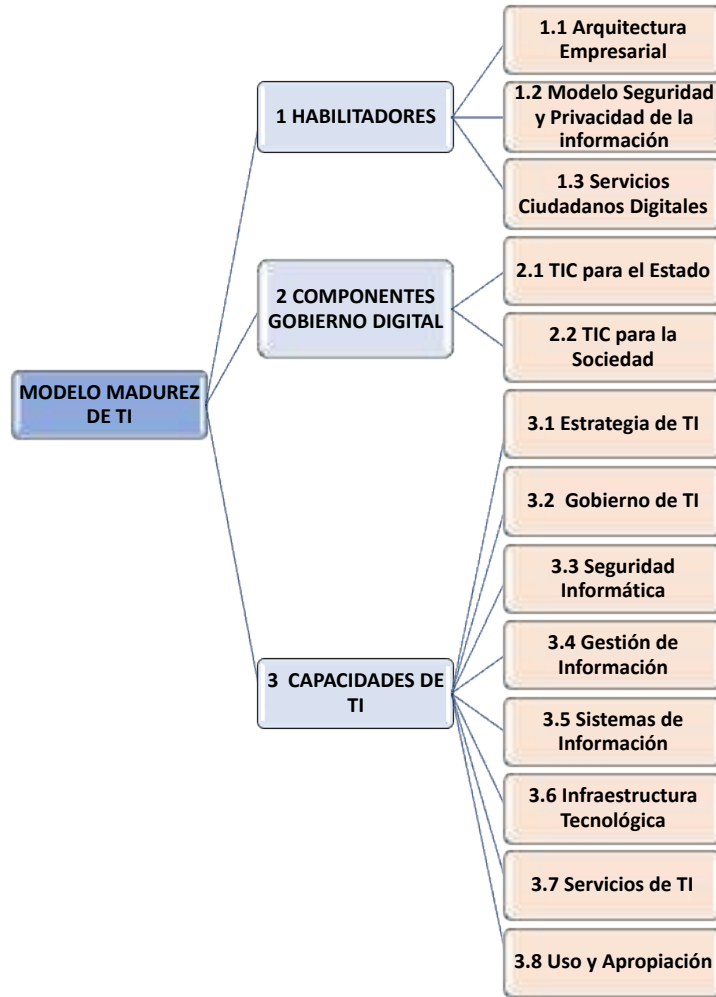 MODELO MADUREZ
DE TI
1 HABILITADORES
1.1 Arquitectura
Empresarial
1.2 Modelo Seguridad
y Privacidad de la
información
1.3 Servicios
Ciudadanos Digitales
2 COMPONENTES
GOBIERNO DIGITAL
2.1 TIC para el Estado
2.2 TIC para la
Sociedad
3 CAPACIDADES DE
TI
3.1 Estrategia de TI
3.2 Gobierno de TI
3.3 Seguridad
Informática
3.4 Gestión de
Información
3.5 Sistemas de
Información
3.6 Infraestructura
Tecnológica
3.7 Servicios de TI
3.8 Uso y Apropiación